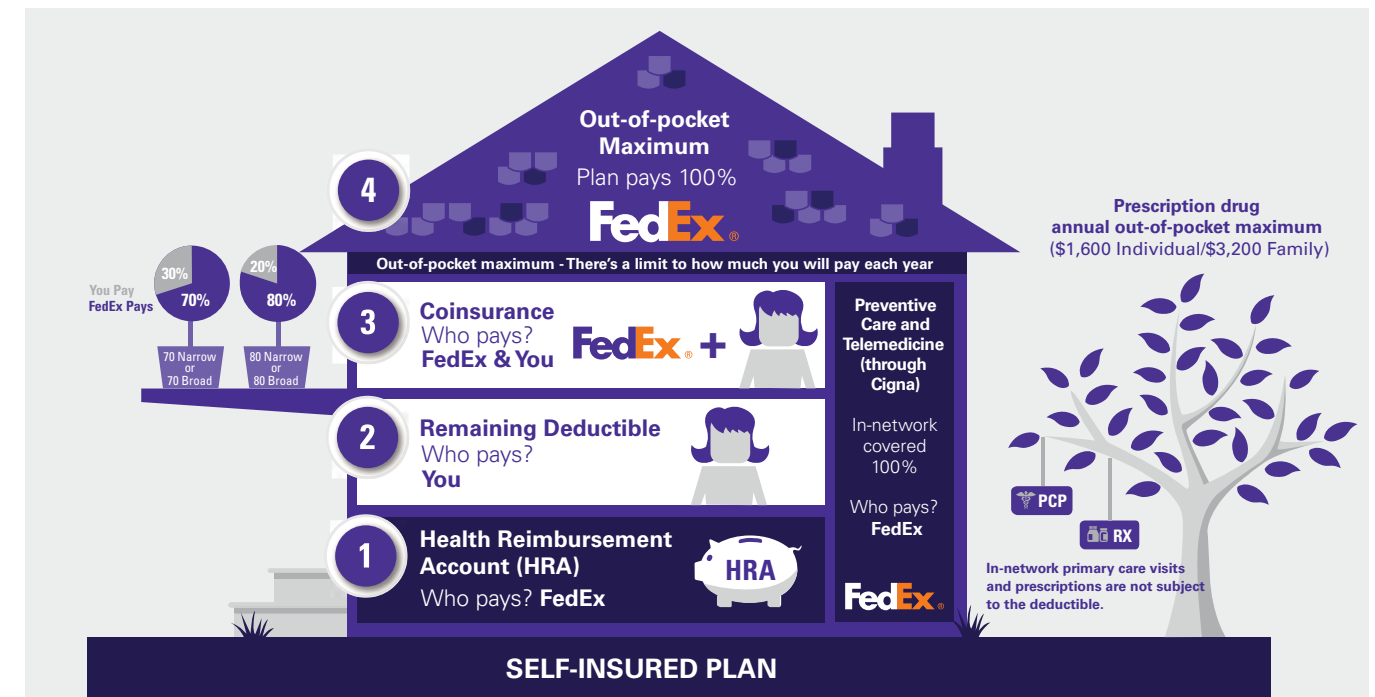 4
Out-of-pocket
Maximum
Plan pays 100%
FedEx®
Out-of-pocket maximum - There’s a limit to how much you will pay each year
You Pay
FedEx Pays
30%
70%
70 Narrow
or
70 Broad
20%
80%
80 Narrow
or
80 Broad
3
Coinsurance
Who pays?
FedEx & You
FedEx® +
2
Remaining Deductible
Who pays?
You
1
Health Reimbursement
Account (HRA)
Who pays? FedEx
HRA
Preventive
Care and
Telemedicine
(through
Cigna)
In-network
covered
100%
Who pays?
FedEx
FedEx®
Prescription drug
annual out-of-pocket maximum
($1,600 Individual/$3,200 Family)
PCP
RX
In-network primary care visits
and prescriptions are not subject
to the deductible.
SELF-INSURED PLAN